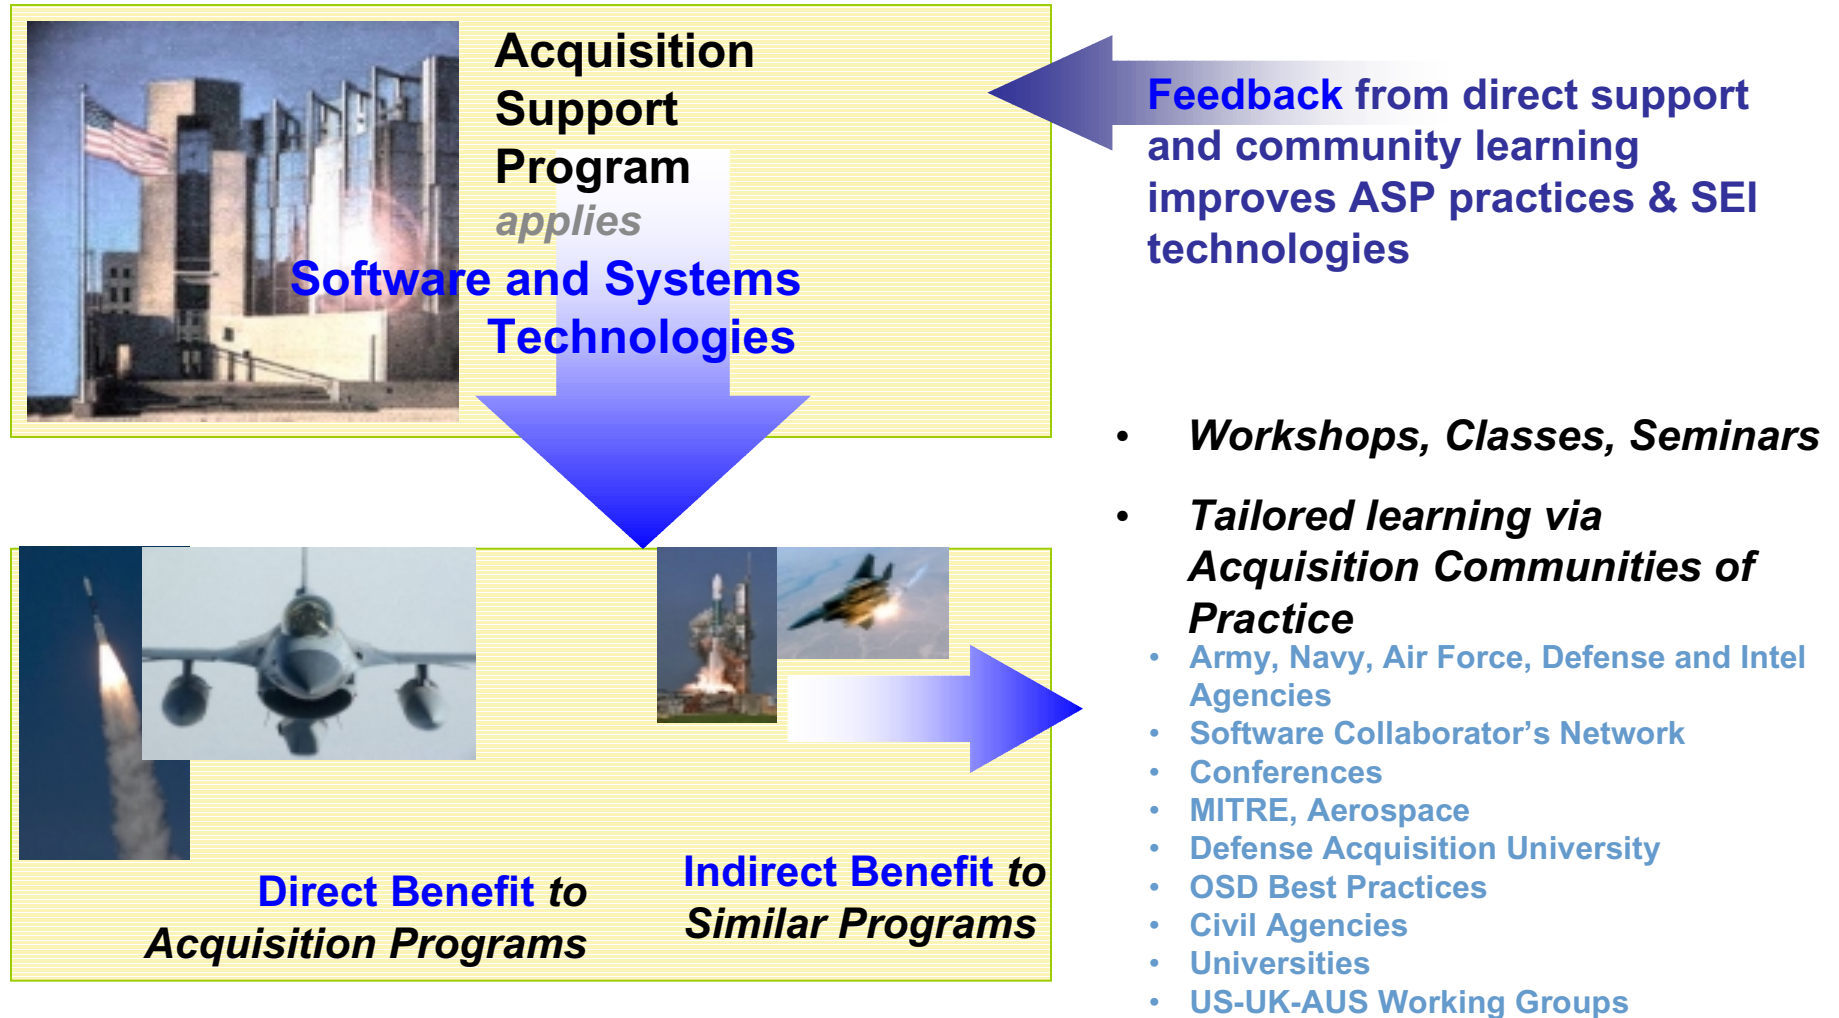 Acquisition
Support
Program
applies
Software and Systems
Technologies
Feedback from direct support
and community learning
improves ASP practices & SEI
technologies
• Workshops, Classes, Seminars
• Tailored learning via
Acquisition Communities of
Practice
• Army, Navy, Air Force, Defense and Intel
Agencies
• Software Collaborator’s Network
• Conferences
• MITRE, Aerospace
• Defense Acquisition University
• OSD Best Practices
• Civil Agencies
• Universities
• US-UK-AUS Working Groups
Direct Benefit to
Acquisition Programs
Indirect Benefit to
Similar Programs